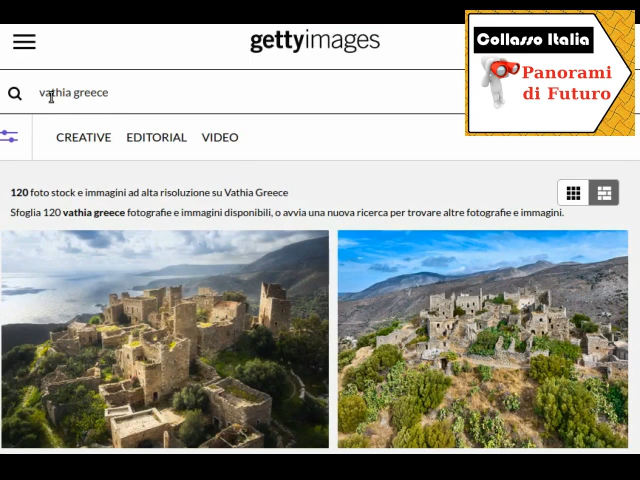 gettyimages
Collasso Italia
Panorami
di Futuro
vathia greece
CREATIVE EDITORIAL VIDEO
120 foto stock e immagini ad alta risoluzione su Vathia Greece
Sfoglia 120 vathia greece fotografie e immagini disponibili, o avvia una nuova ricerca per trovare altre fotografie e immagini.